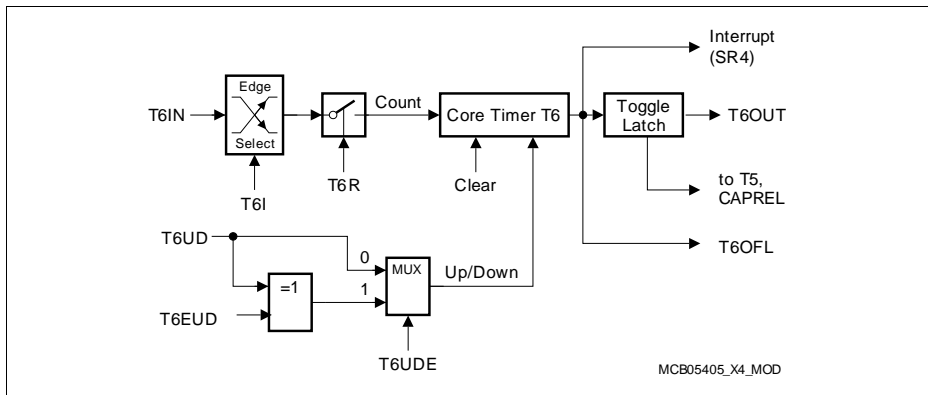 Interrupt
(SR4)
Edge
Select
T6IN
Count
Core Timer T6
Toggle
Latch
T6OUT
T6I
T6R
Clear
to T5,
CAPREL
T6UD
T6OFL
0
MUX
Up/Down
=1
1
T6EUD
T6UDE
MCB05405_X4_MOD